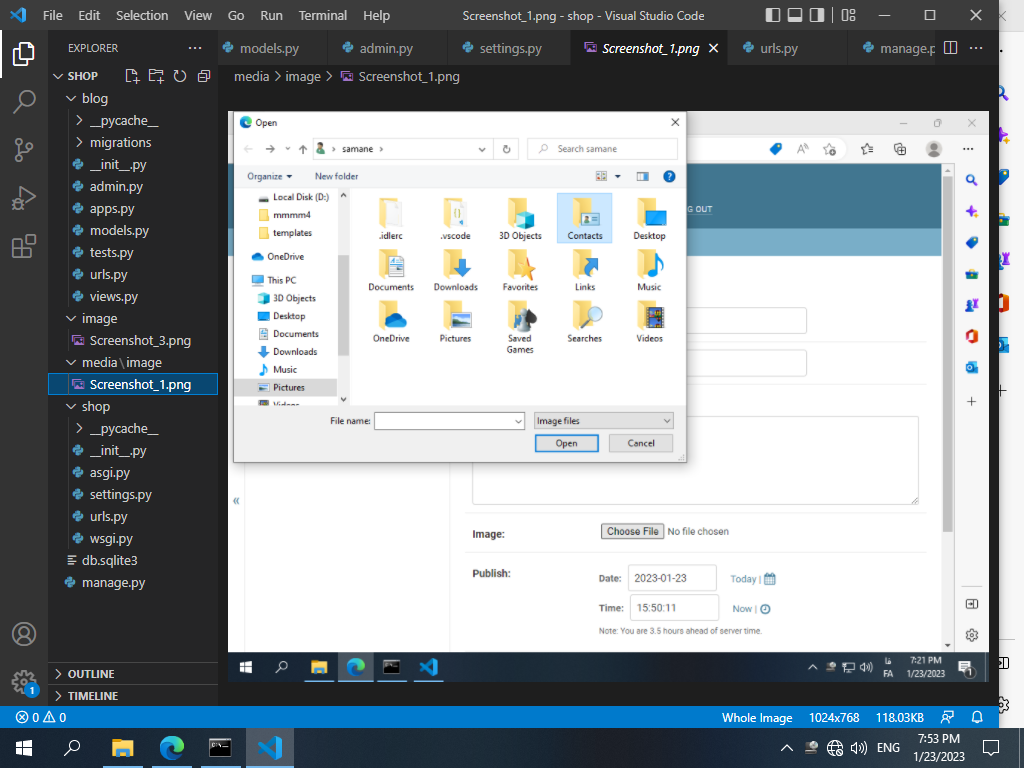 File Edit Selection View Go Run Terminal Help Screenshot_1.png - shop - Visual Studio Code
EXPLORER
models.py admin.py settings.py Screenshot_1.png urls.py manage.p
SHOP
media > image > Screenshot_1.png
blog
__pycache__
migrations
__init__.py
admin.py
apps.py
models.py
tests.py
urls.py
views.py
image
Screenshot_3.png
media\image
Screenshot_1.png
shop
__pycache__
__init__.py
asgi.py
settings.py
urls.py
wsgi.py
db.sqlite3
manage.py
OUTLINE
TIMELINE
Open
samane
Search samane
Organize New folder
Local Disk (D:)
mmmm4
templates
OneDrive
This PC
3D Objects
Desktop
Documents
Downloads
Music
Pictures
Videos
.idlerc .vscode 3D Objects Contacts Desktop
Documents Downloads Favorites Links Music
OneDrive Pictures Saved Games Searches Videos
File name: Image files
Open Cancel
G OUT
«
Image: Choose File No file chosen
Publish:
Date: 2023-01-23 Today |
Time: 15:50:11 Now |
Note: You are 3.5 hours ahead of server time.
فا
FA
7:21 PM
1/23/2023
1
1
0 0 Whole Image 1024x768 118.03KB
ENG
7:53 PM
1/23/2023